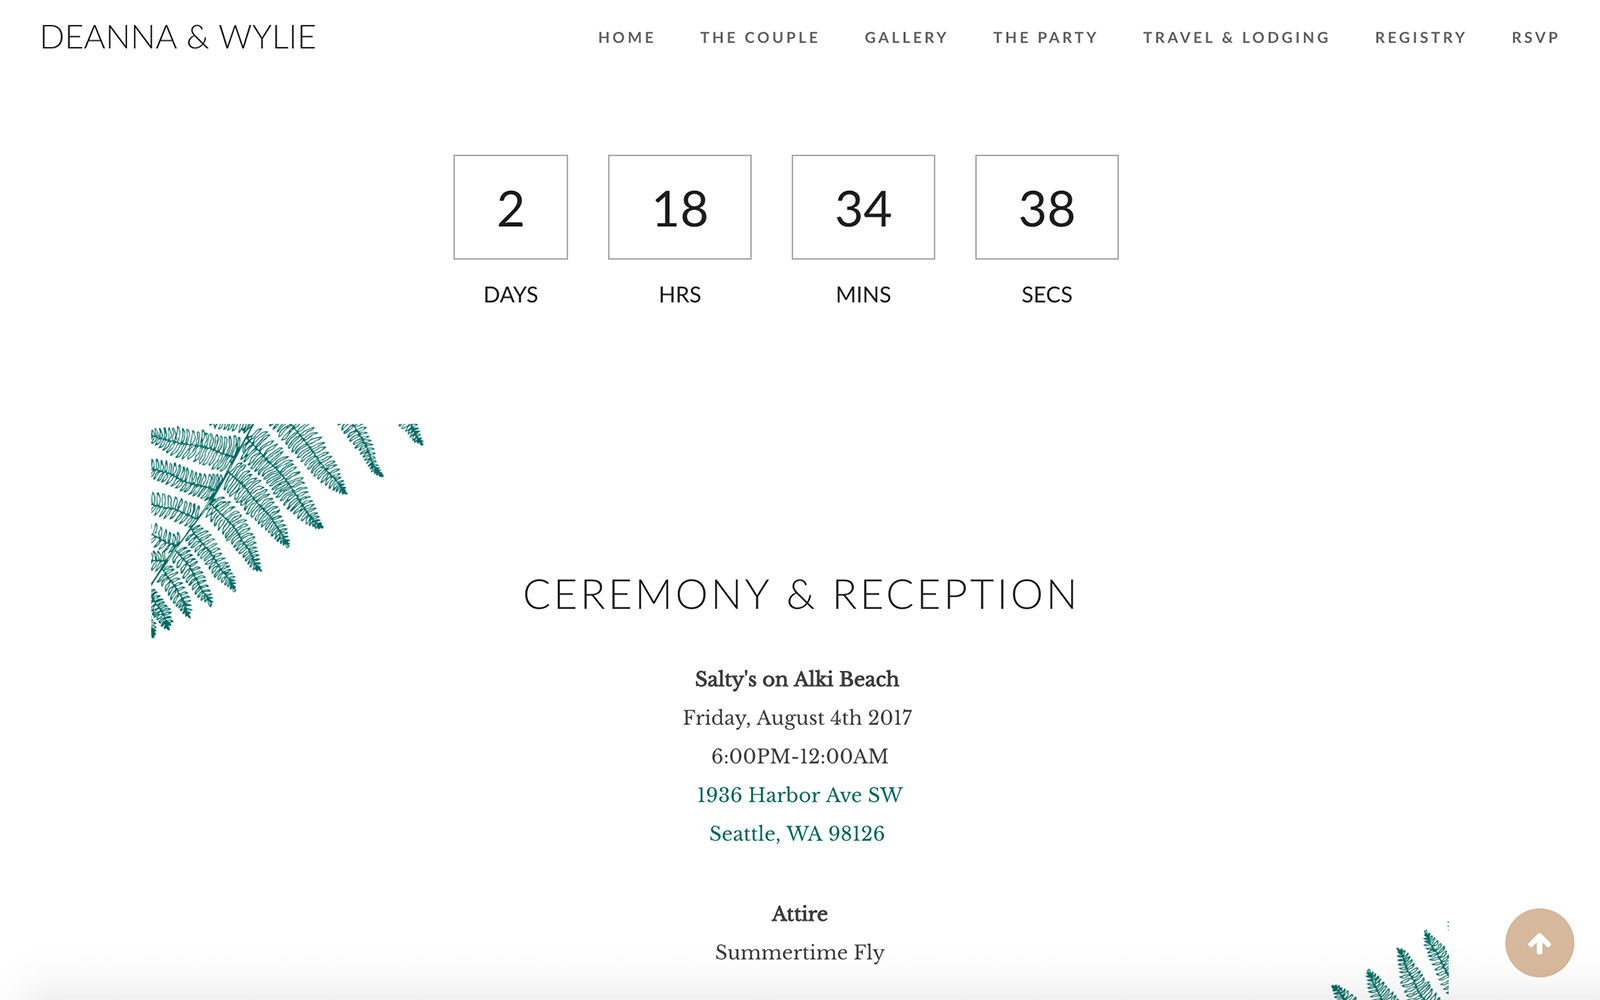 DEANNA & WYLIE
HOME THE COUPLE GALLERY THE PARTY TRAVEL & LODGING REGISTRY RSVP
2 18 34 38
DAYS HRS MINS SECS
CEREMONY & RECEPTION
Salty's on Alki Beach
Friday, August 4th 2017
6:00PM-12:00AM
1936 Harbor Ave SW
Seattle, WA 98126
Attire
Summertime Fly